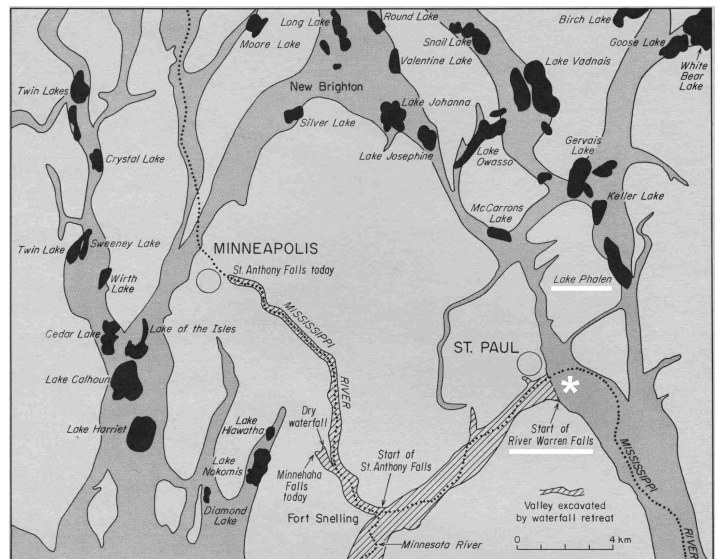 Long Lake
Round Lake
Birch Lake
Moore Lake
Snail Lake
Goose Lake
Valentine Lake
Lake Vadnais
White
Bear
Lake
Twin Lakes
New Brighton
Lake Johanna
Silver Lake
Gervais
Lake
Crystal Lake
Lake Josephine
Lake
Owasso
Keller Lake
McCarrons
Lake
Twin Lake
Sweeney Lake
MINNEAPOLIS
St. Anthony Falls today
Lake Phalen
Wirth
Lake
MISSISSIPPI
RIVER
Cedar Lake
Lake of the Isles
ST. PAUL
Lake Calhoun
*
Dry
waterfall
Lake Harriet
Lake
Hiawatha
Start of
River Warren Falls
MISSISSIPPI
RIVER
Start of
St. Anthony Falls
Lake
Nokomis
Minnehaha
Falls
today
Diamond
Lake
Fort Snelling
Valley excavated
by waterfall retreat
Minnesota River
0 4 km